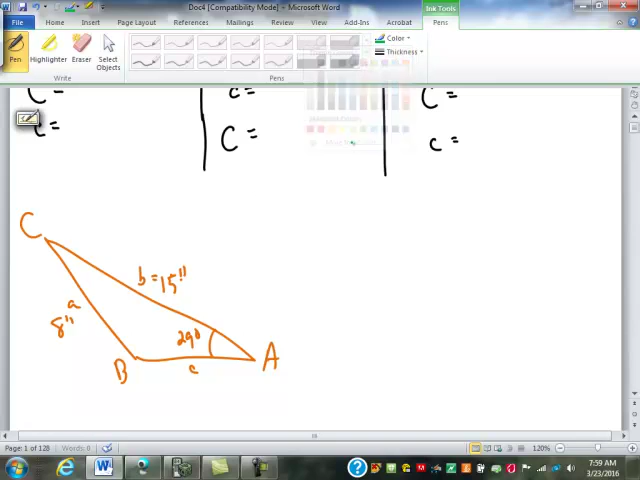 Doc4 [Compatibility Mode] - Microsoft Word
Ink Tools
File Home Insert Page Layout References Mailings Review View Add-Ins Acrobat Pens
Pen Highlighter Eraser Select Objects
Color
Thickness
Write
Pens
C =
c =
C =
c =
C =
c =
C
b = 15"
a
8"
29°
B
c
A
Page: 1 of 128 Words: 0
120%
7:59 AM
3/23/2016